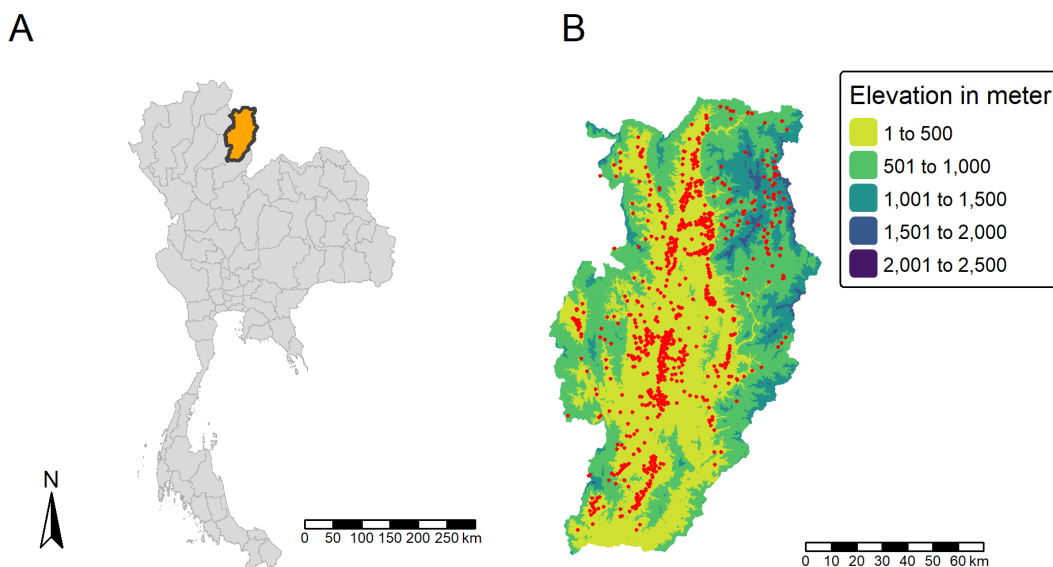 A
B
Elevation in meter
1 to 500
501 to 1,000
1,001 to 1,500
1,501 to 2,000
2,001 to 2,500
N
0 50 100 150 200 250 km
0 10 20 30 40 50 60 km